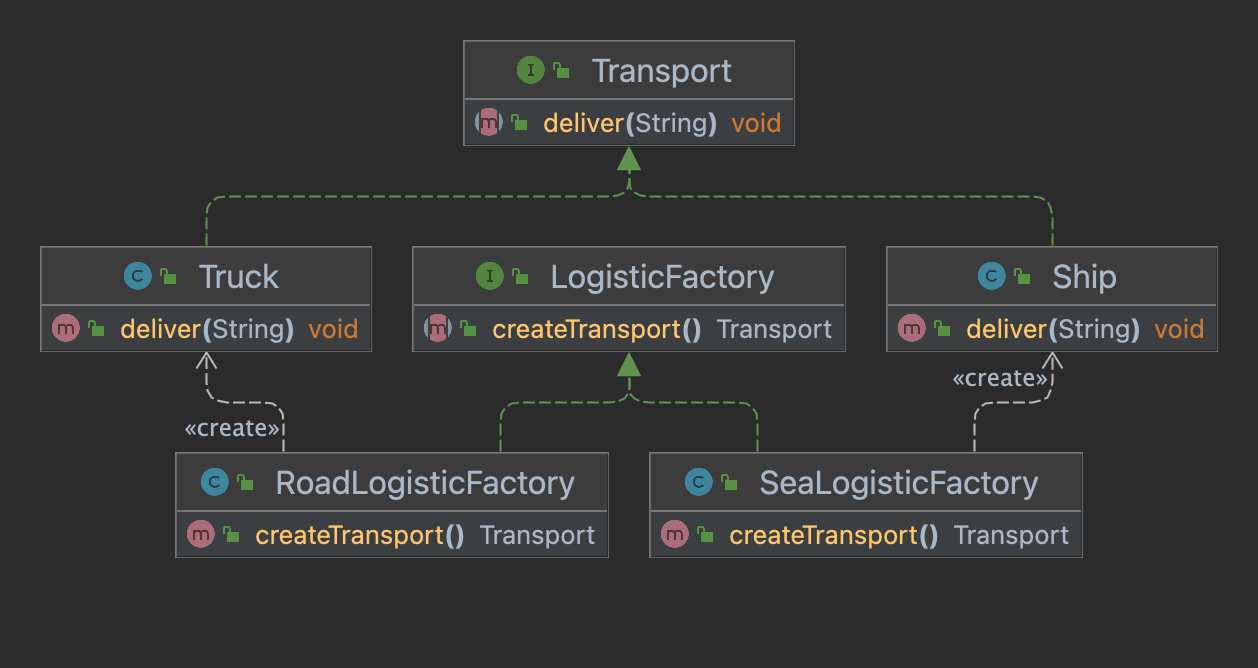 I Transport
m deliver(String) void
C Truck
m deliver(String) void
I LogisticFactory
m createTransport() Transport
C Ship
m deliver(String) void
«create»
«create»
C RoadLogisticFactory
m createTransport() Transport
C SeaLogisticFactory
m createTransport() Transport